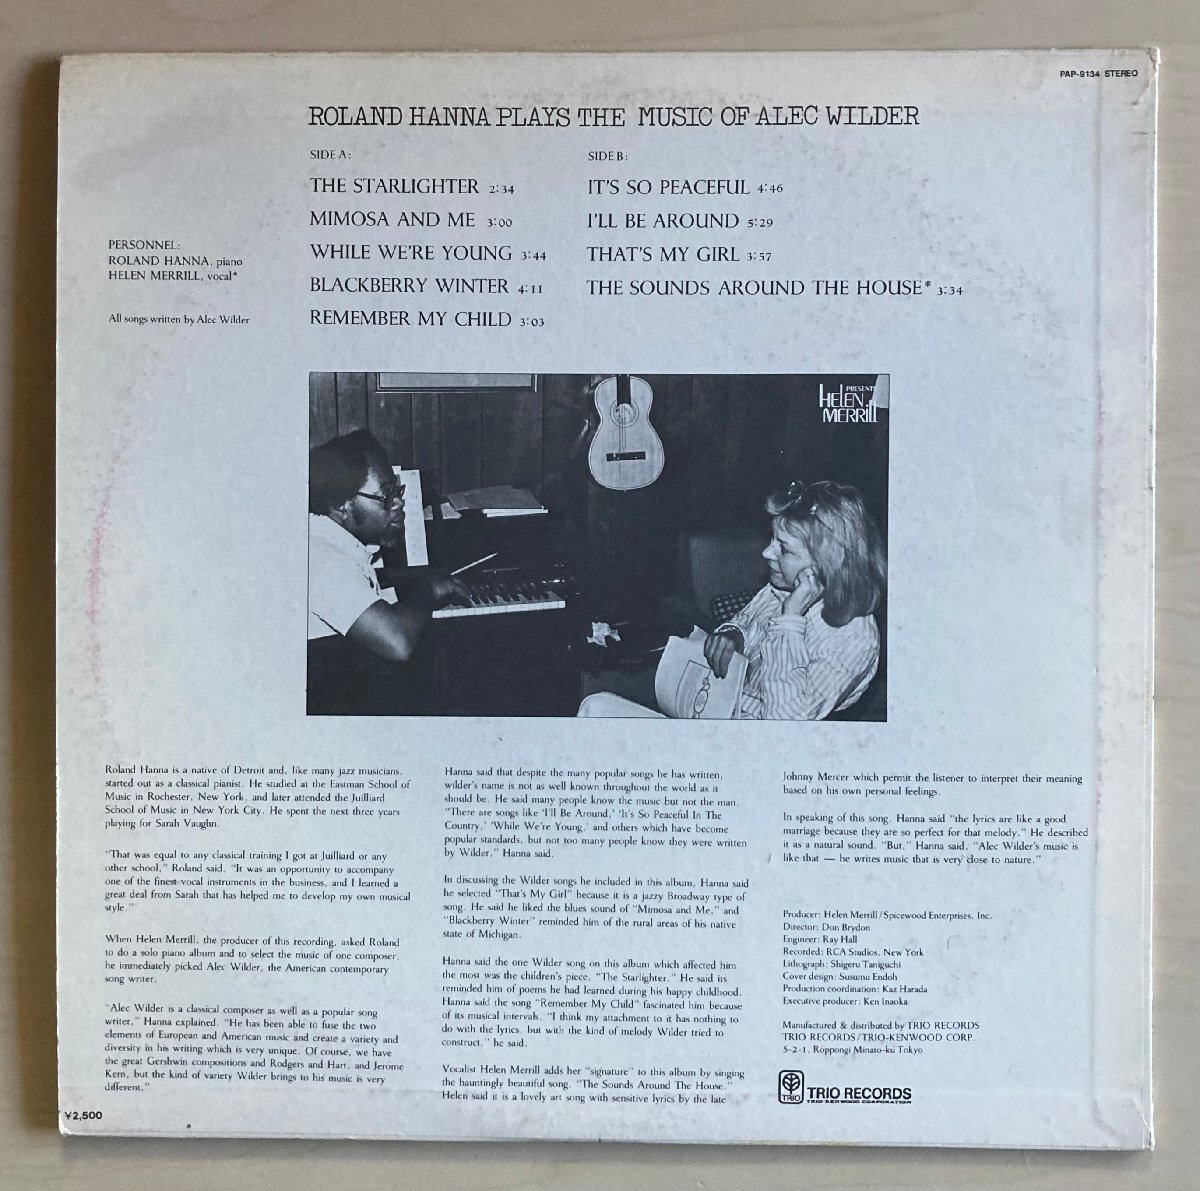 PAP-9134 STEREO
ROLAND HANNA PLAYS THE MUSIC OF ALEC WILDER
SIDE A:
THE STARLIGHTER 2:34
MIMOSA AND ME 3:00
WHILE WE'RE YOUNG 3:44
BLACKBERRY WINTER 4:11
REMEMBER MY CHILD 3:03
SIDE B:
IT'S SO PEACEFUL 4:46
I'LL BE AROUND 5:29
THAT'S MY GIRL 3:57
THE SOUNDS AROUND THE HOUSE* 3:34
PERSONNEL:
ROLAND HANNA, piano
HELEN MERRILL, vocal*
All songs written by Alec Wilder
PRESENTS
HELEN
MERRILL
Roland Hanna is a native of Detroit and, like many jazz musicians,
started out as a classical pianist. He studied at the Eastman School of
Music in Rochester, New York, and later attended the Juilliard
School of Music in New York City. He spent the next three years
playing for Sarah Vaughn.
"That was equal to any classical training I got at Juilliard or any
other school," Roland said, "It was an opportunity to accompany
one of the finest vocal instruments in the business, and I learned a
great deal from Sarah that has helped me to develop my own musical
style."
When Helen Merrill, the producer of this recording, asked Roland
to do a solo piano album and to select the music of one composer,
he immediately picked Alec Wilder, the American contemporary
song writer.
"Alec Wilder is a classical composer as well as a popular song
writer," Hanna explained. "He has been able to fuse the two
elements of European and American music and create a variety and
diversity in his writing which is very unique. Of course, we have
the great Gershwin compositions and Rodgers and Hart, and Jerome
Kern, but the kind of variety Wilder brings to his music is very
different."
Hanna said that despite the many popular songs he has written,
wilder's name is not as well known throughout the world as it
should be. He said many people know the music but not the man.
"There are songs like 'I'll Be Around,' 'It's So Peaceful In The
Country,' 'While We're Young,' and others which have become
popular standards, but not too many people know they were written
by Wilder," Hanna said.
In discussing the Wilder songs he included in this album, Hanna said
he selected "That's My Girl" because it is a jazzy Broadway type of
song. He said he liked the blues sound of "Mimosa and Me," and
"Blackberry Winter" reminded him of the rural areas of his native
state of Michigan.
Hanna said the one Wilder song on this album which affected him
the most was the children's piece, "The Starlighter." He said its
reminded him of poems he had learned during his happy childhood.
Hanna said the song "Remember My Child" fascinated him because
of its musical intervals. "I think my attachment to it has nothing to
do with the lyrics, but with the kind of melody Wilder tried to
construct," he said.
Vocalist Helen Merrill adds her "signature" to this album by singing
the hauntingly beautiful song, "The Sounds Around The House."
Helen said it is a lovely art song with sensitive lyrics by the late
Johnny Mercer which permit the listener to interpret their meaning
based on his own personal feelings.
In speaking of this song, Hanna said "the lyrics are like a good
marriage because they are so perfect for that melody." He described
it as a natural sound. "But," Hanna said, "Alec Wilder's music is
like that — he writes music that is very close to nature."
Producer: Helen Merrill/Spicewood Enterprises, Inc.
Director: Don Brydon
Engineer: Ray Hall
Recorded: RCA Studios, New York
Lithograph: Shigeru Taniguchi
Cover design: Susumu Endoh
Production coordination: Kaz Harada
Executive producer: Ken Inaoka
Manufactured & distributed by TRIO RECORDS
TRIO RECORDS/TRIO-KENWOOD CORP.
5-2-1, Roppongi Minato-ku Tokyo
TRIO
TRIO RECORDS
TRIO-KENWOOD CORPORATION
¥2,500